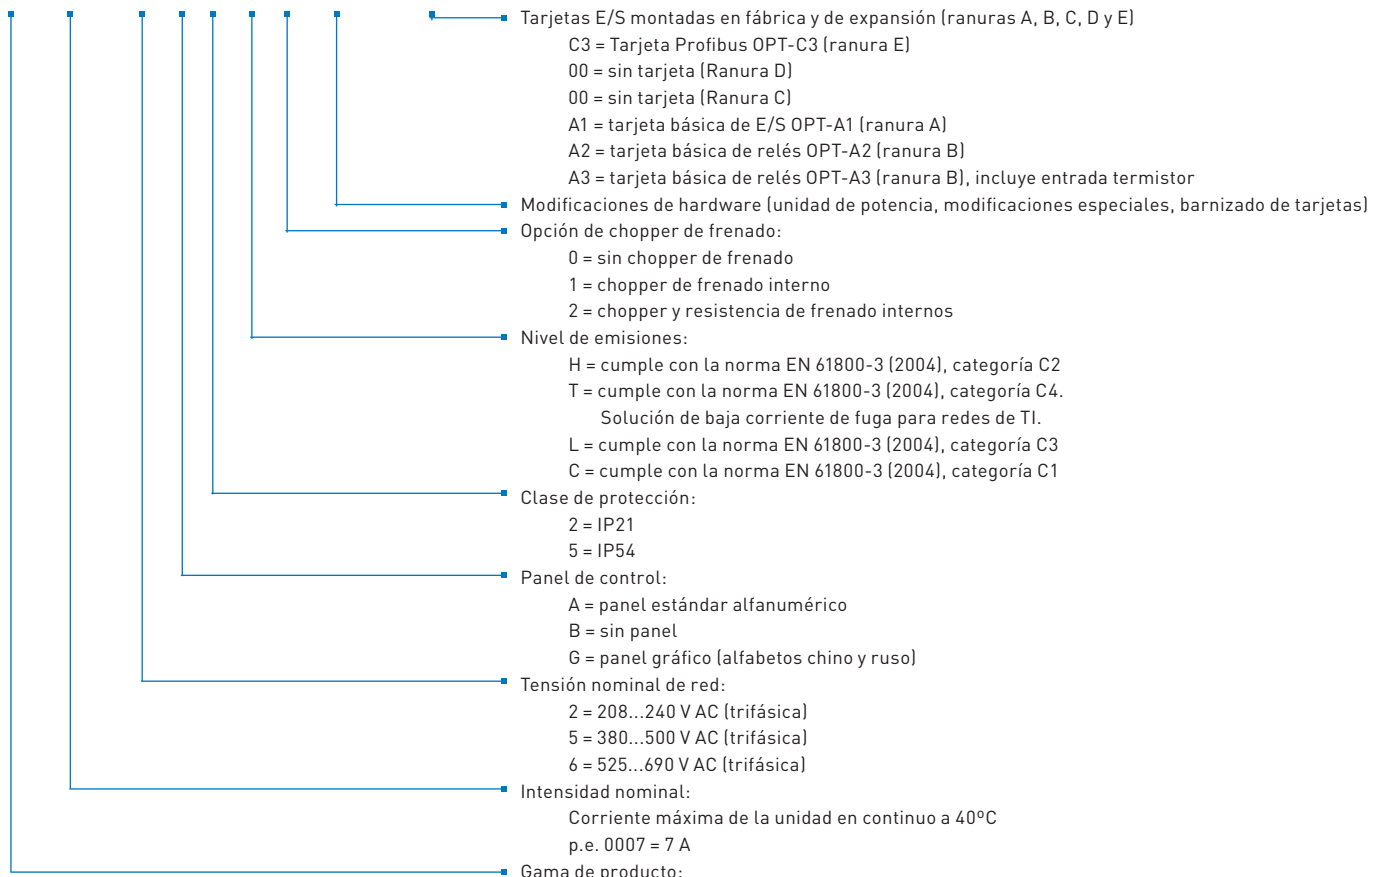 Tarjetas E/S montadas en fábrica y de expansión (ranuras A, B, C, D y E)
C3 = Tarjeta Profibus OPT-C3 (ranura E)
00 = sin tarjeta (Ranura D)
00 = sin tarjeta (Ranura C)
A1 = tarjeta básica de E/S OPT-A1 (ranura A)
A2 = tarjeta básica de relés OPT-A2 (ranura B)
A3 = tarjeta básica de relés OPT-A3 (ranura B), incluye entrada termistor
Modificaciones de hardware (unidad de potencia, modificaciones especiales, barnizado de tarjetas)
Opción de chopper de frenado:
0 = sin chopper de frenado
1 = chopper de frenado interno
2 = chopper y resistencia de frenado internos
Nivel de emisiones:
H = cumple con la norma EN 61800-3 (2004), categoría C2
T = cumple con la norma EN 61800-3 (2004), categoría C4.
Solución de baja corriente de fuga para redes de TI.
L = cumple con la norma EN 61800-3 (2004), categoría C3
C = cumple con la norma EN 61800-3 (2004), categoría C1
Clase de protección:
2 = IP21
5 = IP54
Panel de control:
A = panel estándar alfanumérico
B = sin panel
G = panel gráfico (alfabetos chino y ruso)
Tensión nominal de red:
2 = 208...240 V AC (trifásica)
5 = 380...500 V AC (trifásica)
6 = 525...690 V AC (trifásica)
Intensidad nominal:
Corriente máxima de la unidad en continuo a 40ºC
p.e. 0007 = 7 A
Gama de producto: